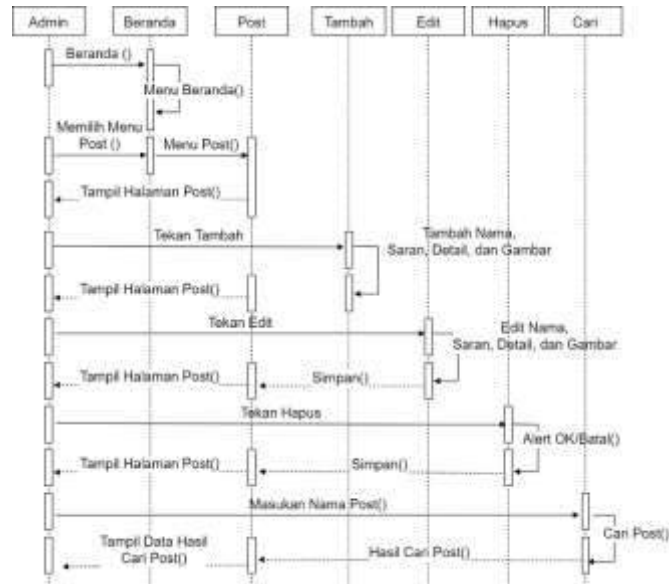 Admin
Beranda
Post
Tambah
Edit
Hapus
Cari
Beranda ()
Menu Beranda()
Memilih Menu
Post ()
Menu Post()
Tampil Halaman Post()
Tekan Tambah
Tambah Nama,
Saran, Detail, dan Gambar
Tampil Halaman Post()
Tekan Edit
Edit Nama,
Saran, Detail, dan Gambar
Tampil Halaman Post()
Simpan()
Tekan Hapus
Alert OK/Batal()
Tampil Halaman Post()
Simpan()
Masukan Nama Post()
Cari Post()
Tampil Data Hasil
Cari Post()
Hasil Cari Post()